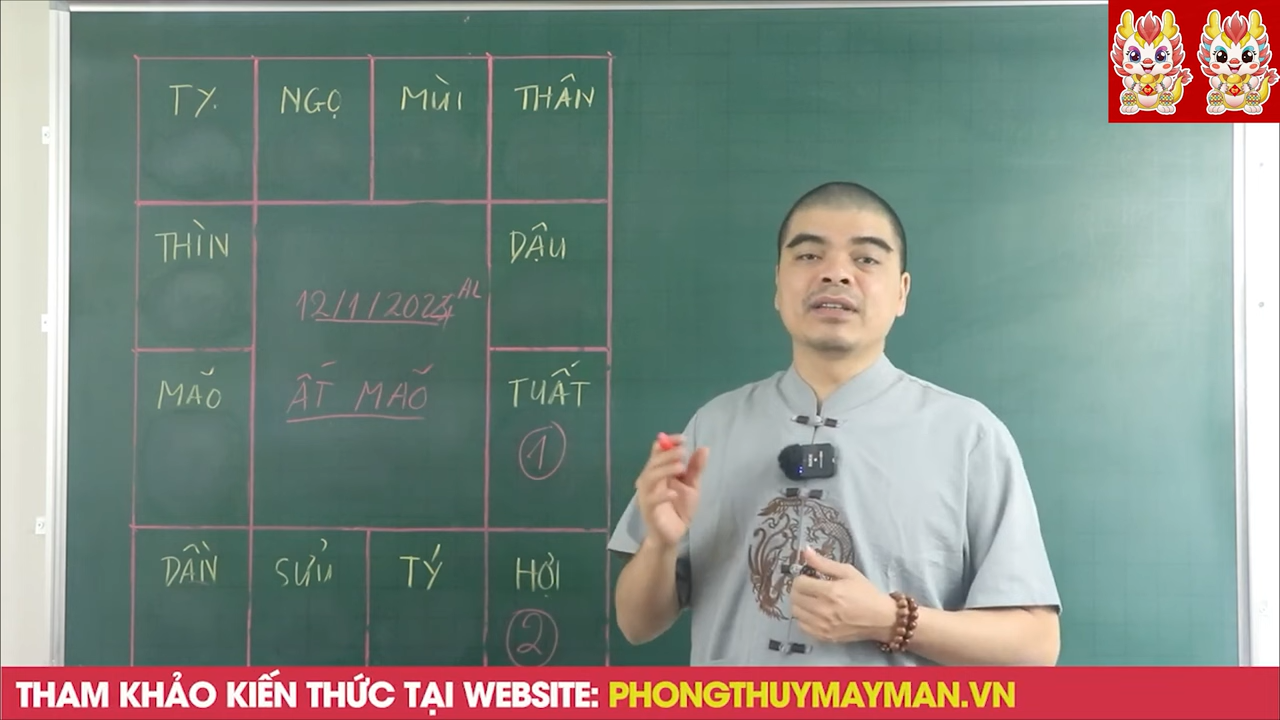 TỴ NGỌ MÙI THÂN
THÌN DẬU
12/1/2024 AL
MÃO ẤT MÃO TUẤT
1
DẦN SỬU TÝ HỢI
2
THAM KHẢO KIẾN THỨC TẠI WEBSITE: PHONGTHUYMAYMAN.VN